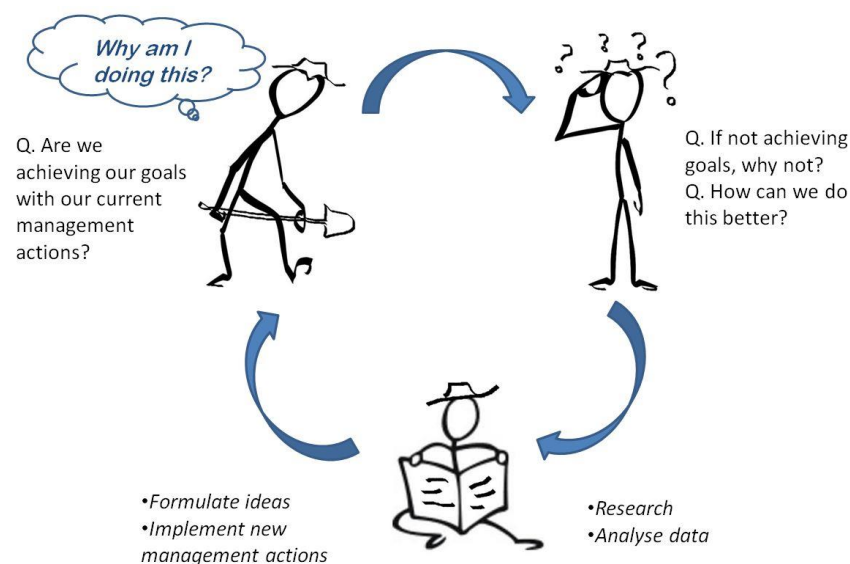 Why am I
doing this?
Q. Are we
achieving our goals
with our current
management
actions?
Q. If not achieving
goals, why not?
Q. How can we do
this better?
•Research
•Analyse data
•Formulate ideas
•Implement new
management actions